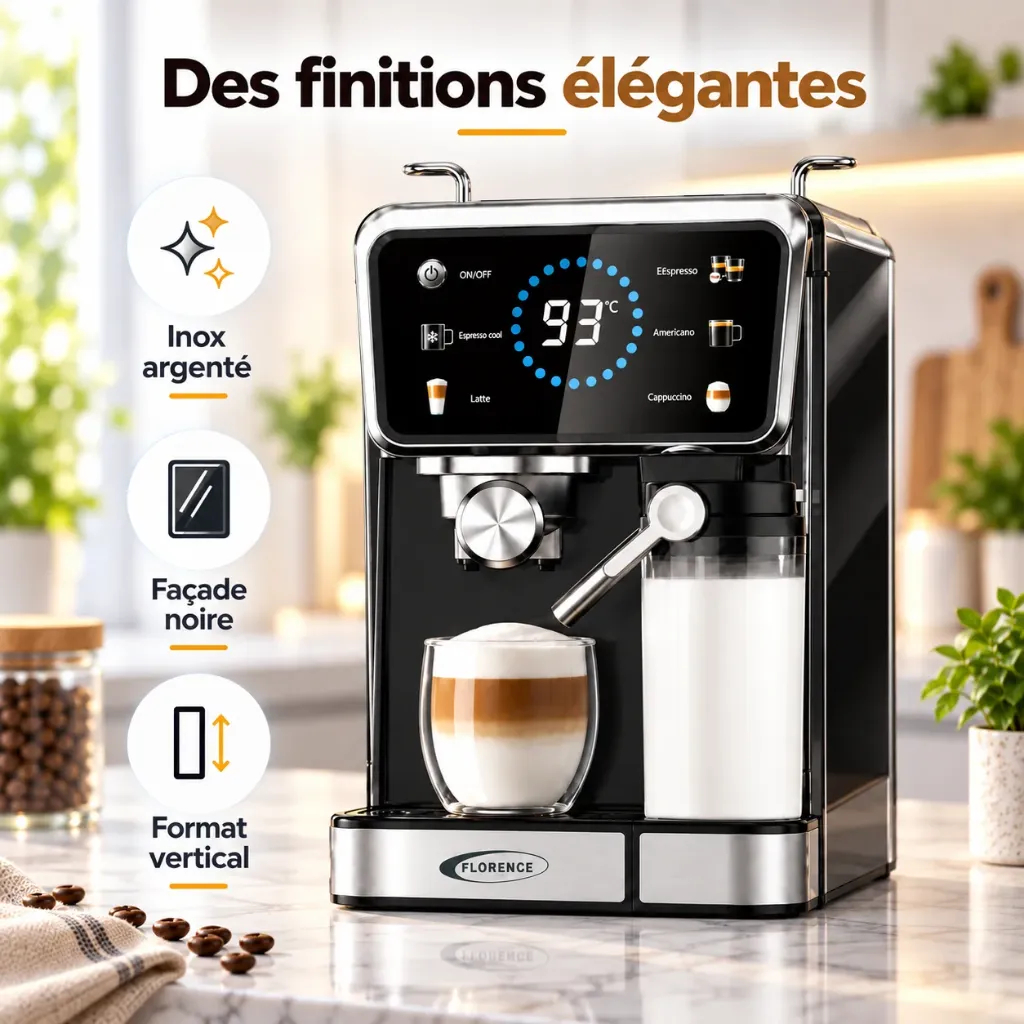 Des finitions élégantes
Inox
argenté
Façade
noire
Format
vertical
ON/OFF
Espresso cool
Latte
93°C
EEspresso
Americano
Cappuccino
FLORENCE